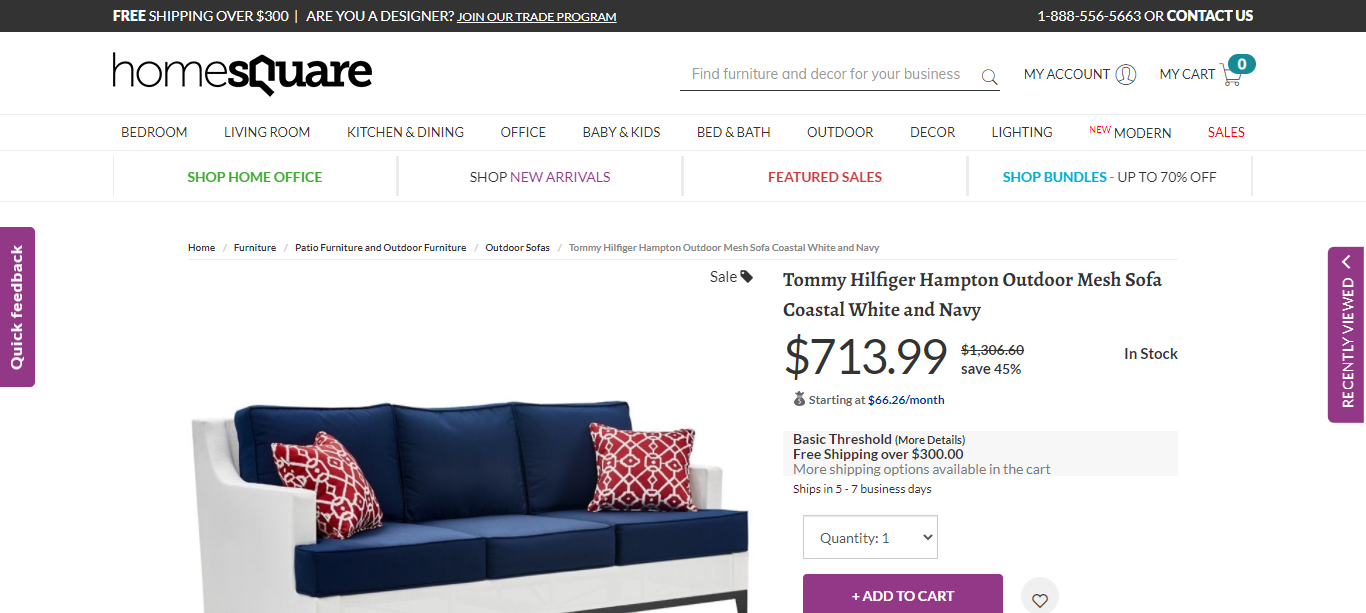 FREE SHIPPING OVER $300 | ARE YOU A DESIGNER? JOIN OUR TRADE PROGRAM
1-888-556-5663 OR CONTACT US
homesquare
Find furniture and decor for your business
MY ACCOUNT
MY CART
0
BEDROOM
LIVING ROOM
KITCHEN & DINING
OFFICE
BABY & KIDS
BED & BATH
OUTDOOR
DECOR
LIGHTING
NEW MODERN
SALES
SHOP HOME OFFICE
SHOP NEW ARRIVALS
FEATURED SALES
SHOP BUNDLES - UP TO 70% OFF
Quick feedback
Home / Furniture / Patio Furniture and Outdoor Furniture / Outdoor Sofas / Tommy Hilfiger Hampton Outdoor Mesh Sofa Coastal White and Navy
Sale
Tommy Hilfiger Hampton Outdoor Mesh Sofa
Coastal White and Navy
$713.99
$1,306.60
save 45%
In Stock
Starting at $66.26/month
Basic Threshold (More Details)
Free Shipping over $300.00
More shipping options available in the cart
Ships in 5 - 7 business days
Quantity: 1
+ ADD TO CART
RECENTLY VIEWED